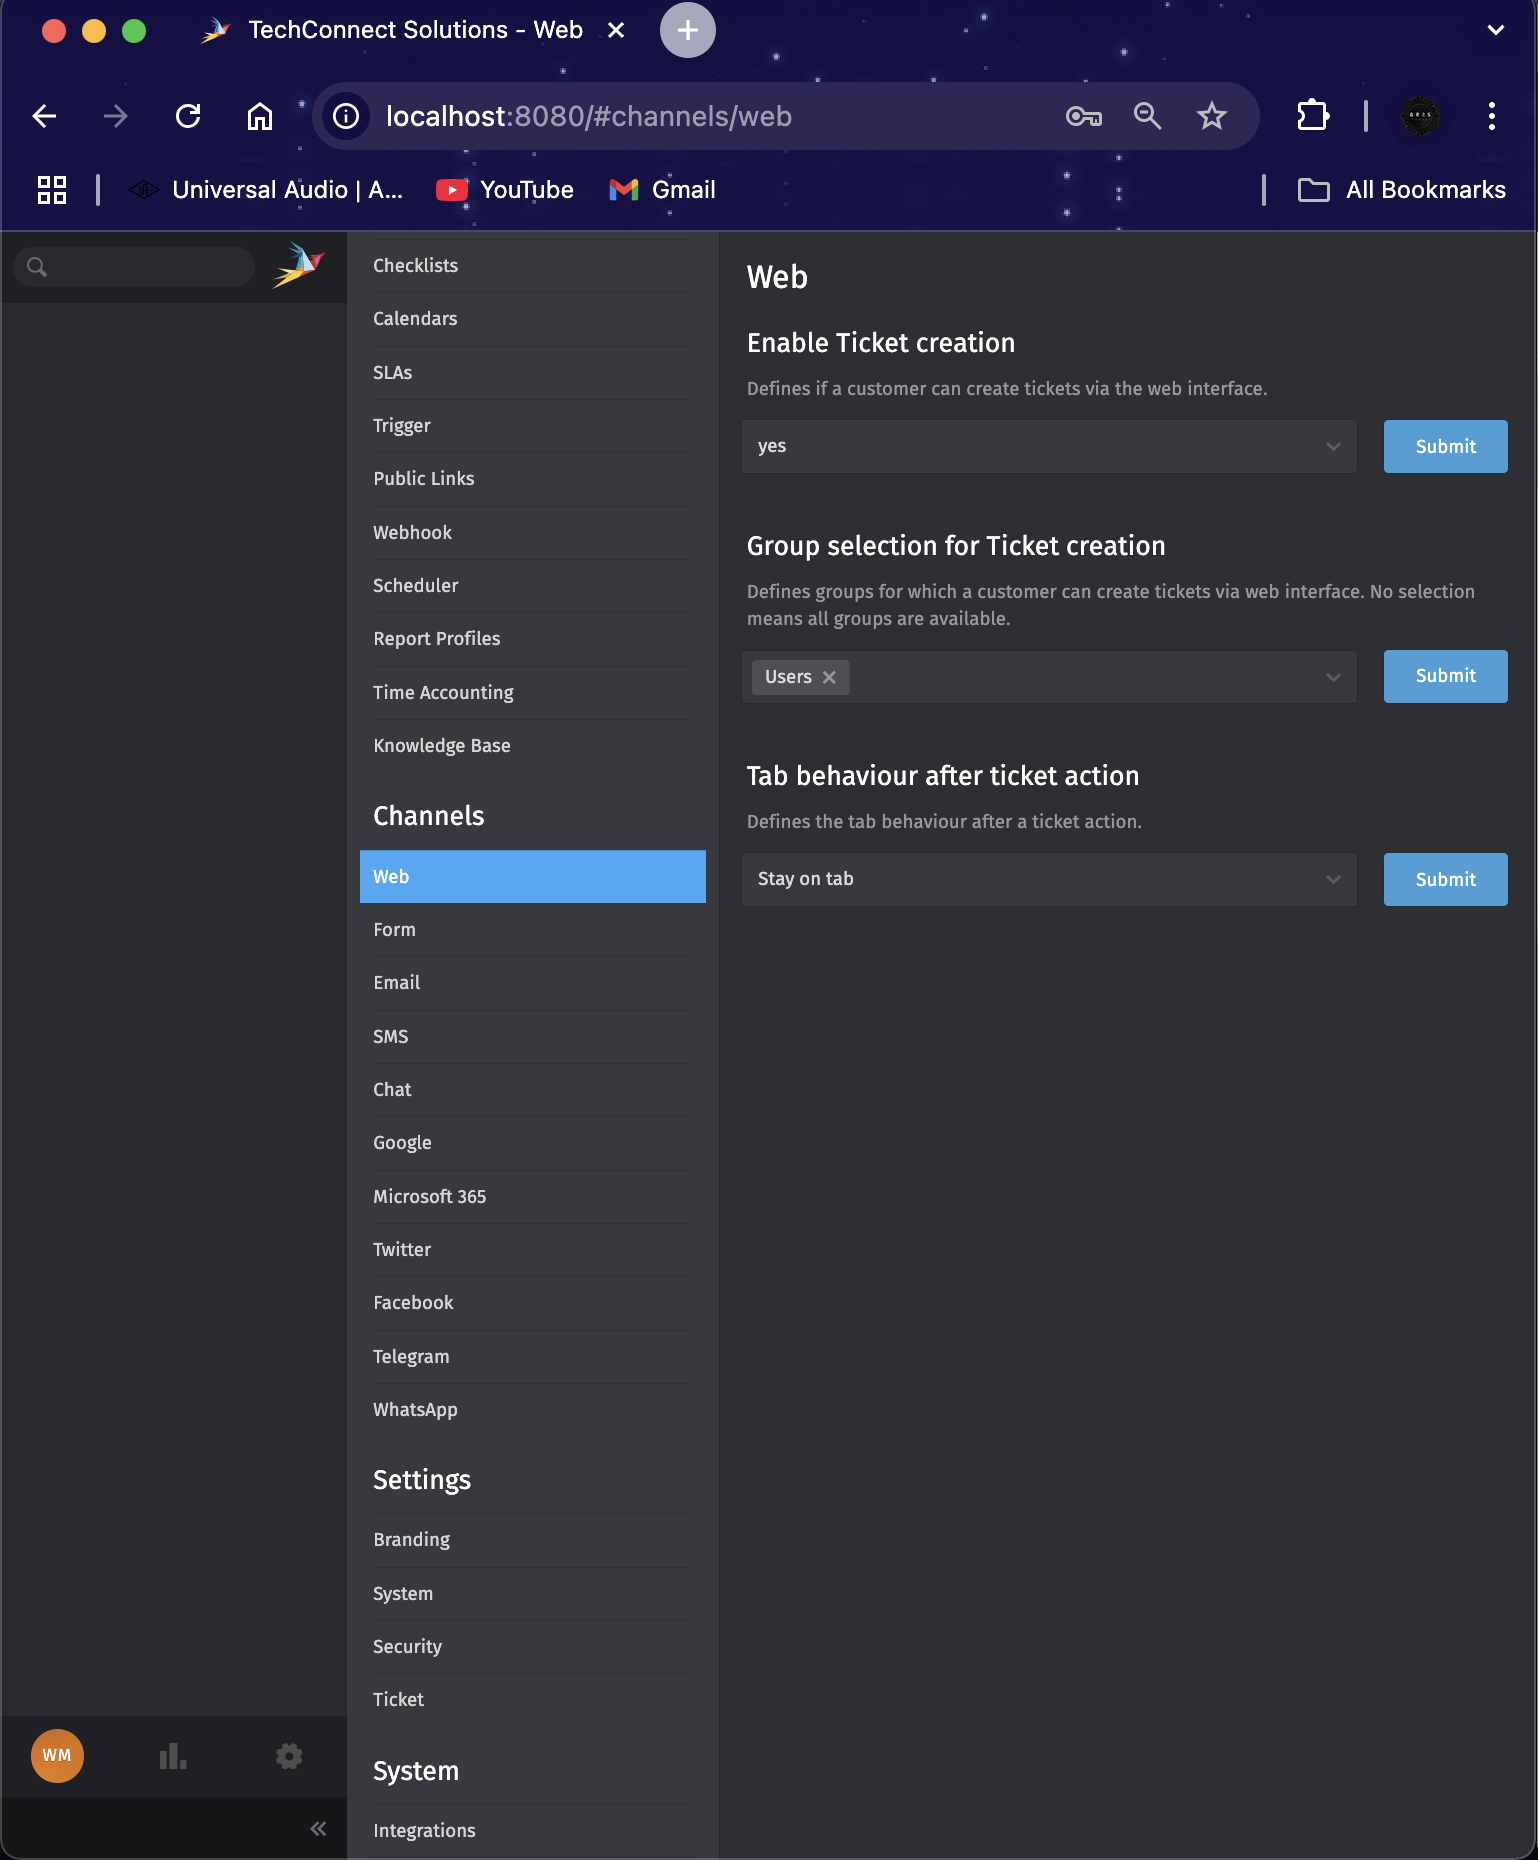 TechConnect Solutions - Web
localhost:8080/#channels/web
Universal Audio | A...
YouTube
Gmail
All Bookmarks
Checklists
Calendars
SLAs
Trigger
Public Links
Webhook
Scheduler
Report Profiles
Time Accounting
Knowledge Base
Channels
Web
Form
Email
SMS
Chat
Google
Microsoft 365
Twitter
Facebook
Telegram
WhatsApp
Settings
Branding
System
Security
Ticket
System
Integrations
WM
Web
Enable Ticket creation
Defines if a customer can create tickets via the web interface.
yes
Submit
Group selection for Ticket creation
Defines groups for which a customer can create tickets via web interface. No selection
means all groups are available.
Users
Submit
Tab behaviour after ticket action
Defines the tab behaviour after a ticket action.
Stay on tab
Submit